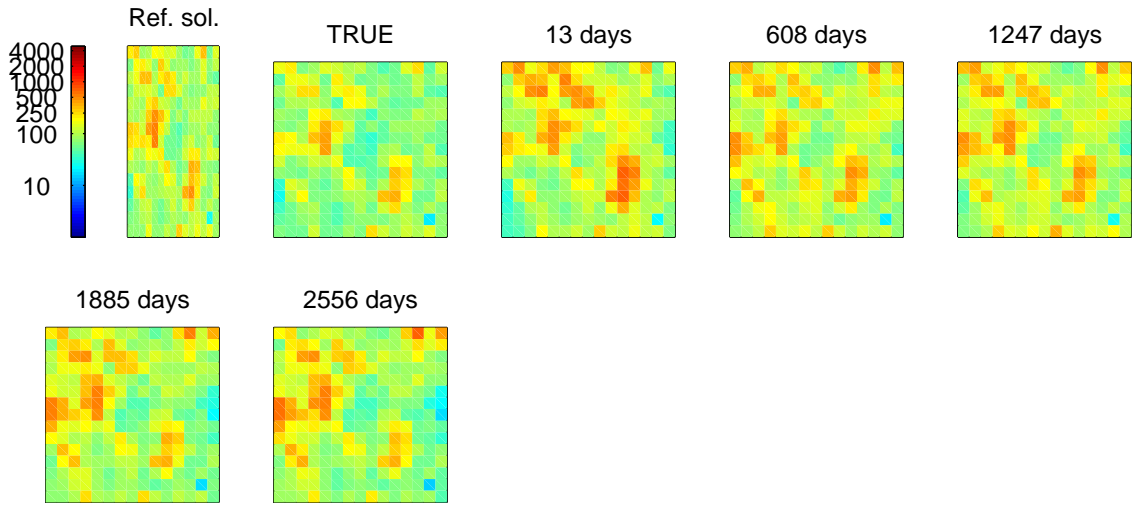 Ref. sol.
TRUE
13 days
608 days
1247 days
4000
2000
1000
500
250
100
10
1885 days
2556 days